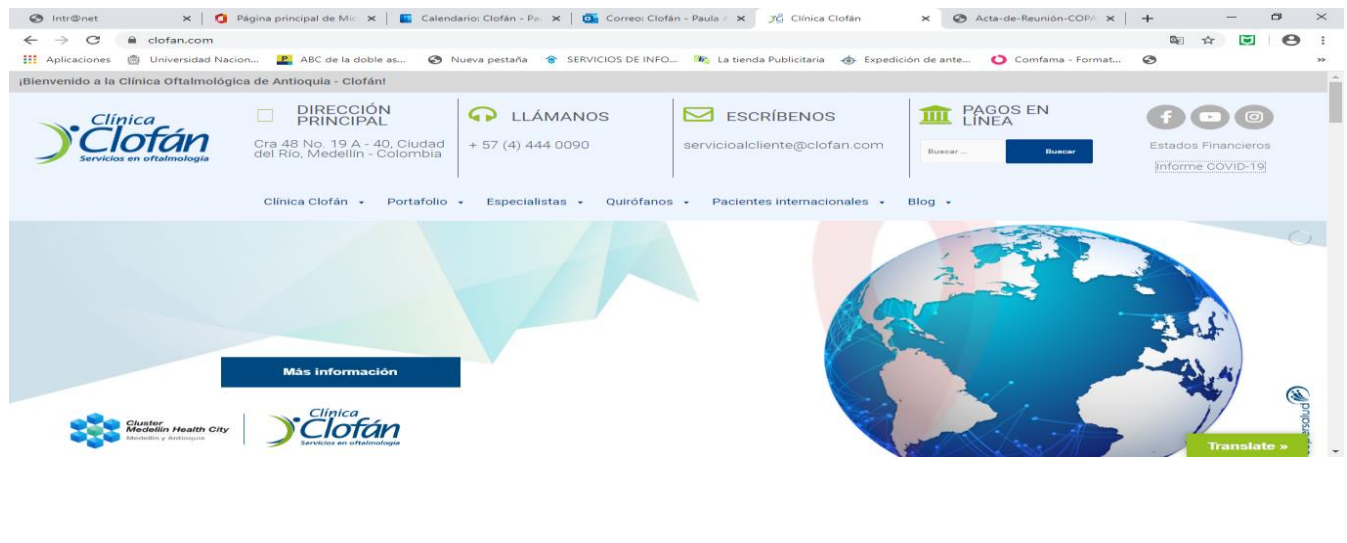 Intr@net
Página principal de Mic
Calendario: Clofán - Pa
Correo: Clofán - Paula A
Clínica Clofán
Acta-de-Reunión-COPA
clofan.com
Aplicaciones
Universidad Nacion...
ABC de la doble as...
Nueva pestaña
SERVICIOS DE INFO...
La tienda Publicitaria
Expedición de ante...
Comfama - Format...
¡Bienvenido a la Clínica Oftalmológica de Antioquia - Clofán!
Clínica
Clofán
Servicios en oftalmología
DIRECCIÓN
PRINCIPAL
Cra 48 No. 19 A - 40, Ciudad
del Río, Medellín - Colombia
LLÁMANOS
+ 57 (4) 444 0090
ESCRÍBENOS
servicioalcliente@clofan.com
PAGOS EN
LÍNEA
Buscar ...
Buscar
Estados Financieros
Informe COVID-19
Clínica Clofán
Portafolio
Especialistas
Quirófanos
Pacientes internacionales
Blog
Más información
Cluster
Medellín Health City
Medellín y Antioquia
Clínica
Clofán
Servicios en oftalmología
Translate »